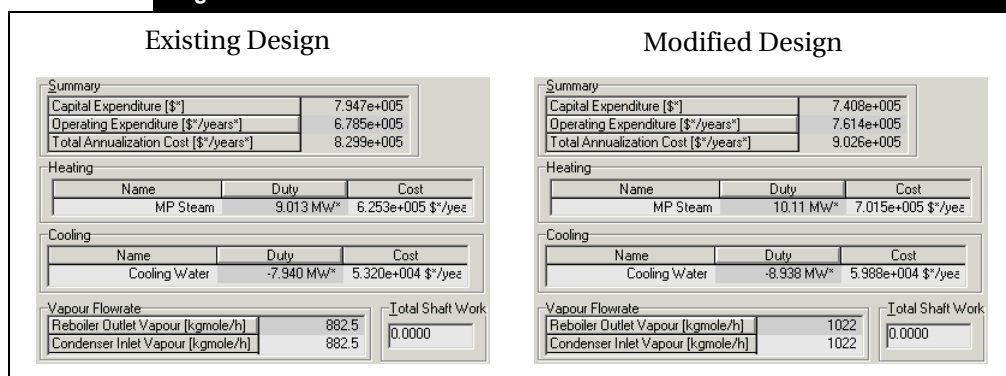 Existing Design
Modified Design
Summary
Capital Expenditure [$*] 7.947e+005
Operating Expenditure [$*/years*] 6.785e+005
Total Annualization Cost [$*/years*] 8.299e+005
Heating
Name Duty Cost
MP Steam 9.013 MW* 6.253e+005 $*/yea
Cooling
Name Duty Cost
Cooling Water -7.940 MW* 5.320e+004 $*/yea
Vapour Flowrate
Reboiler Outlet Vapour [kgmole/h] 882.5
Condenser Inlet Vapour [kgmole/h] 882.5
Total Shaft Work
0.0000
Summary
Capital Expenditure [$*] 7.408e+005
Operating Expenditure [$*/years*] 7.614e+005
Total Annualization Cost [$*/years*] 9.026e+005
Heating
Name Duty Cost
MP Steam 10.11 MW* 7.015e+005 $*/yea
Cooling
Name Duty Cost
Cooling Water -8.938 MW* 5.988e+004 $*/yea
Vapour Flowrate
Reboiler Outlet Vapour [kgmole/h] 1022
Condenser Inlet Vapour [kgmole/h] 1022
Total Shaft Work
0.0000